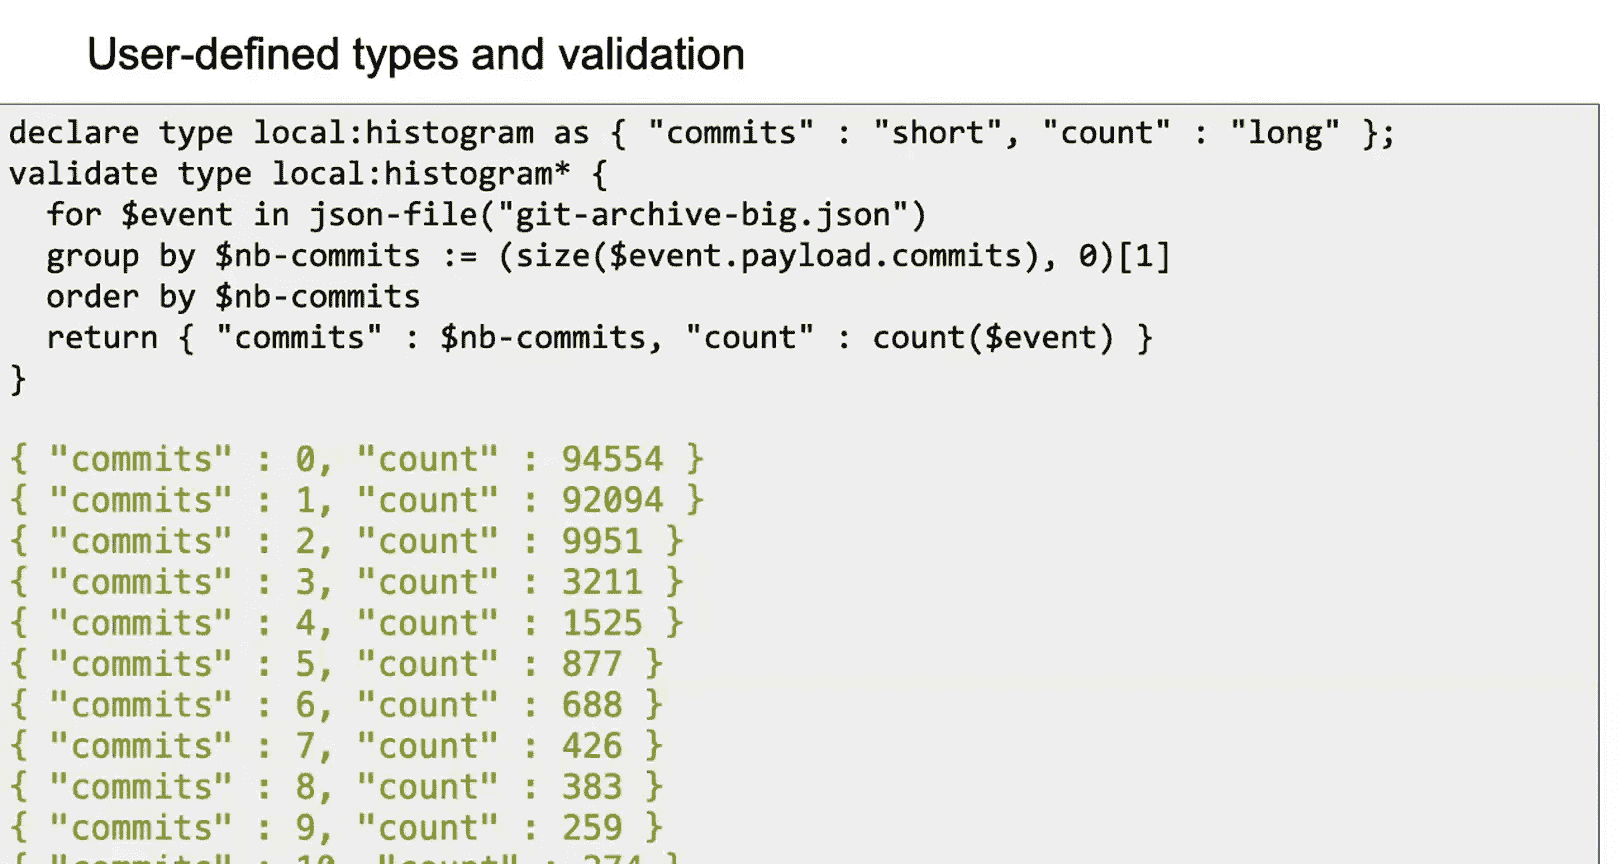 User-defined types and validation
declare type local:histogram as { "commits" : "short", "count" : "long" };
validate type local:histogram* {
  for $event in json-file("git-archive-big.json")
  group by $nb-commits := (size($event.payload.commits), 0)[1]
  order by $nb-commits
  return { "commits" : $nb-commits, "count" : count($event) }
}
{ "commits" : 0, "count" : 94554 }
{ "commits" : 1, "count" : 92094 }
{ "commits" : 2, "count" : 9951 }
{ "commits" : 3, "count" : 3211 }
{ "commits" : 4, "count" : 1525 }
{ "commits" : 5, "count" : 877 }
{ "commits" : 6, "count" : 688 }
{ "commits" : 7, "count" : 426 }
{ "commits" : 8, "count" : 383 }
{ "commits" : 9, "count" : 259 }
{ "commits" : 10, "count" : 274 }